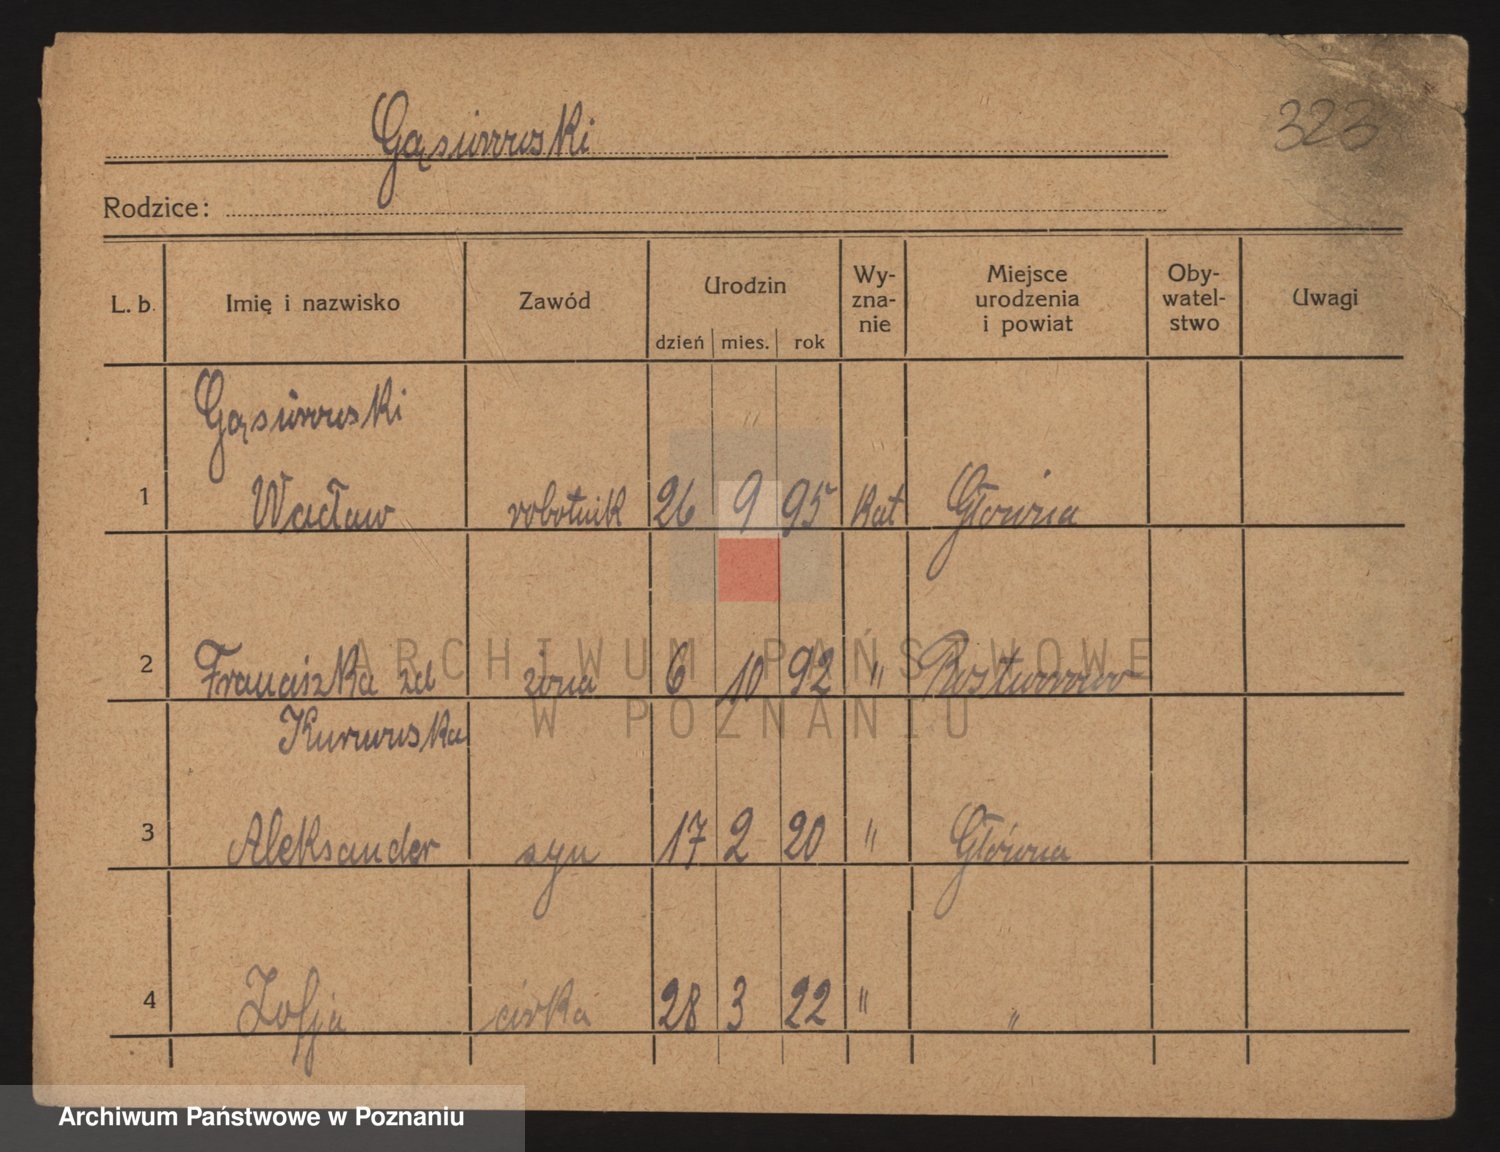 Gąsiorowski
323
Rodzice:
L. b. Imię i nazwisko Zawód Urodzin dzień mies. rok Wy-zna-nie Miejsce urodzenia i powiat Oby-watel-stwo Uwagi
Gąsiorowski
1 Wacław robotnik 26 9 95 kat Główna
2 Franciszka zd żona 6 10 92 "
Kurowska
3 Aleksander syn 17 2 20 " Główna
4 Zofja córka 28 3 22 " "
ARCHIWUM PAŃSTWOWE
W POZNANIU
Archiwum Państwowe w Poznaniu